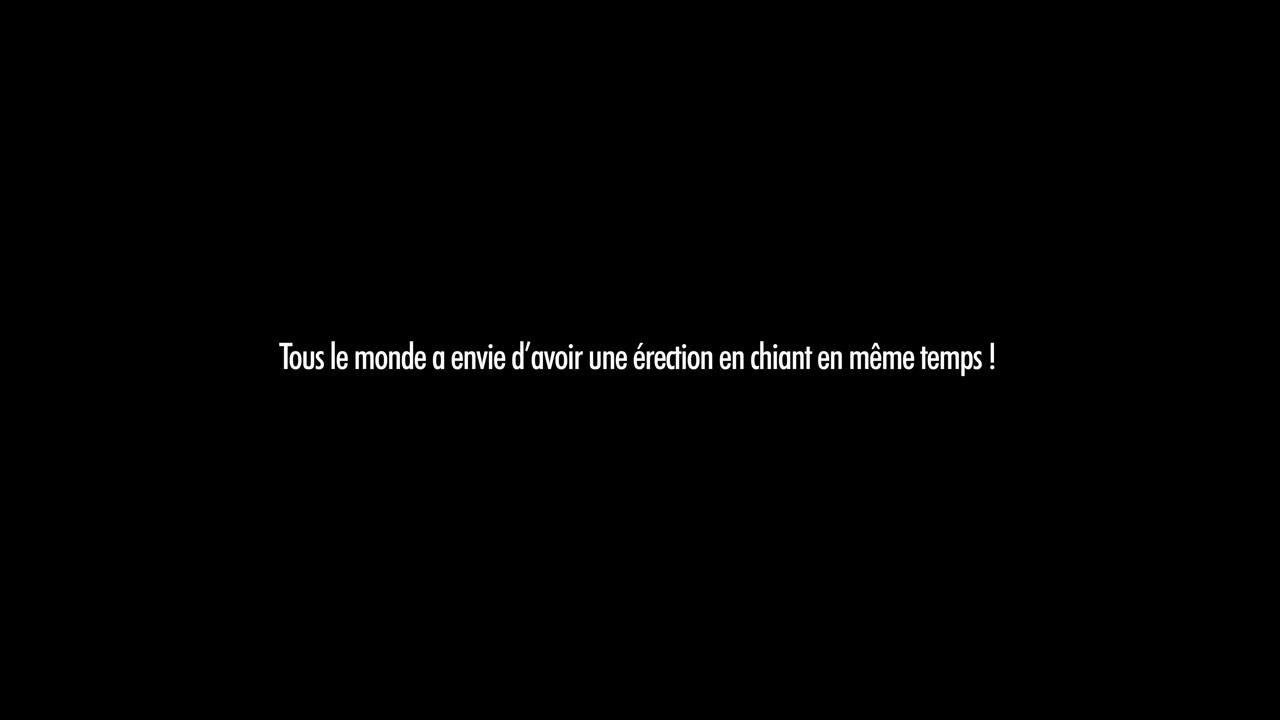 Tous le monde a envie d’avoir une érection en chiant en même temps !